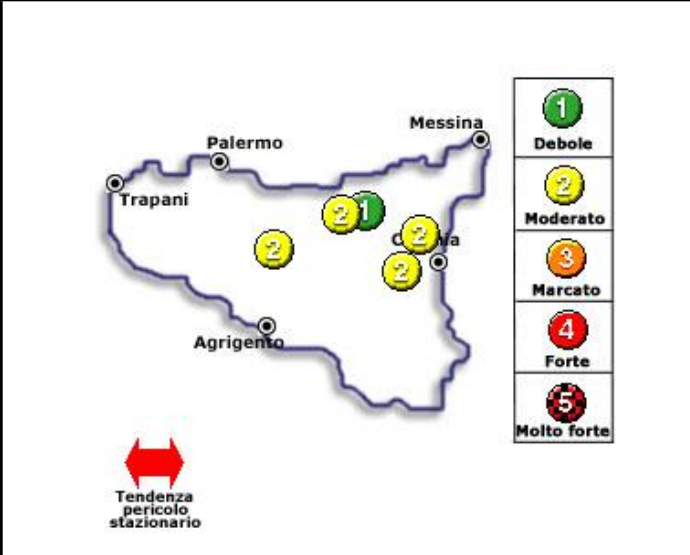 Messina
Palermo
Trapani
2
1
2
2
2
Agrigento
1
Debole
2
Moderato
3
Marcato
4
Forte
5
Molto forte
Tendenza
pericolo
stazionario